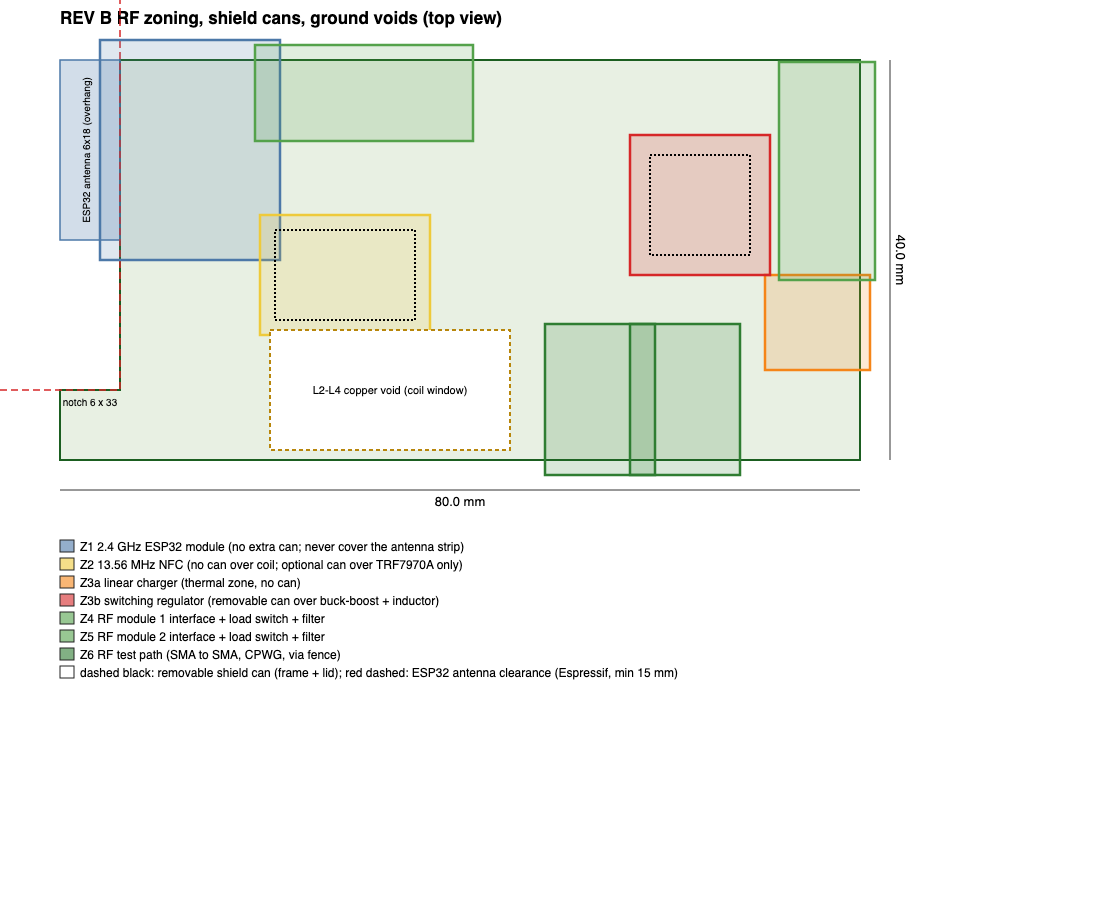 REV B RF zoning, shield cans, ground voids (top view)
ESP32 antenna 6x18 (overhang)
40.0 mm
L2-L4 copper void (coil window)
notch 6 x 33
80.0 mm
Z1 2.4 GHz ESP32 module (no extra can; never cover the antenna strip)
Z2 13.56 MHz NFC (no can over coil; optional can over TRF7970A only)
Z3a linear charger (thermal zone, no can)
Z3b switching regulator (removable can over buck-boost + inductor)
Z4 RF module 1 interface + load switch + filter
Z5 RF module 2 interface + load switch + filter
Z6 RF test path (SMA to SMA, CPWG, via fence)
dashed black: removable shield can (frame + lid); red dashed: ESP32 antenna clearance (Espressif, min 15 mm)